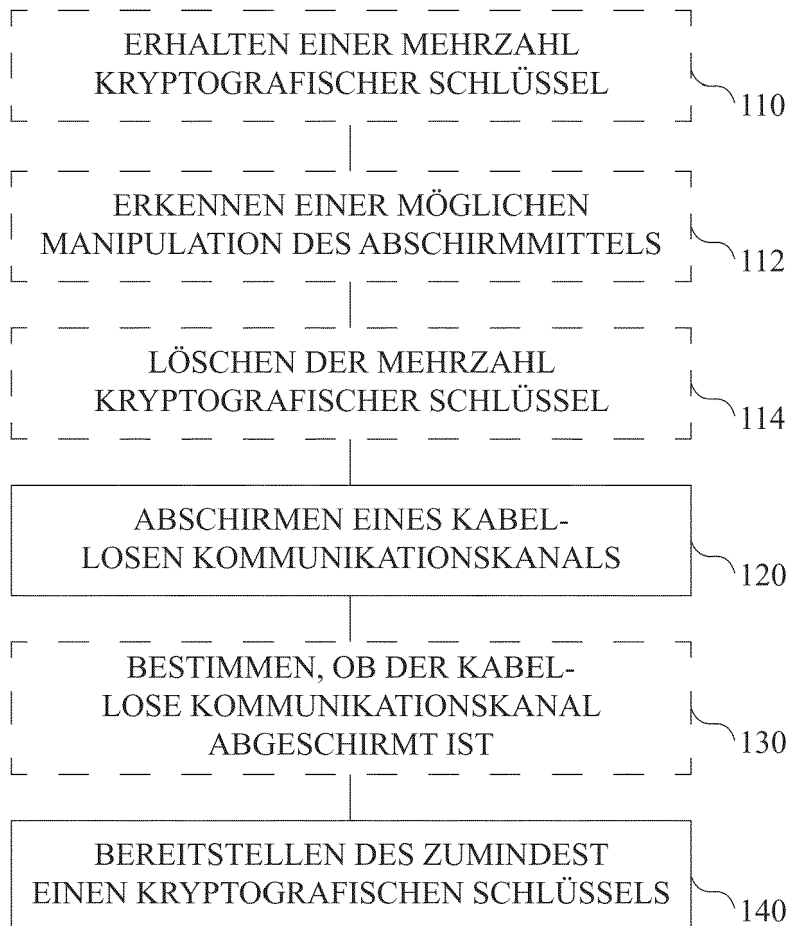 ERHALTEN EINER MEHRZAHL
KRYPTOGRAFISCHER SCHLÜSSEL
110
ERKENNEN EINER MÖGLICHEN
MANIPULATION DES ABSCHIRMMITTELS
112
LÖSCHEN DER MEHRZAHL
KRYPTOGRAFISCHER SCHLÜSSEL
114
ABSCHIRMEN EINES KABEL-
LOSEN KOMMUNIKATIONSKANALS
120
BESTIMMEN, OB DER KABEL-
LOSE KOMMUNIKATIONSKANAL
ABGESCHIRMT IST
130
BEREITSTELLEN DES ZUMINDEST
EINEN KRYPTOGRAFISCHEN SCHLÜSSELS
140